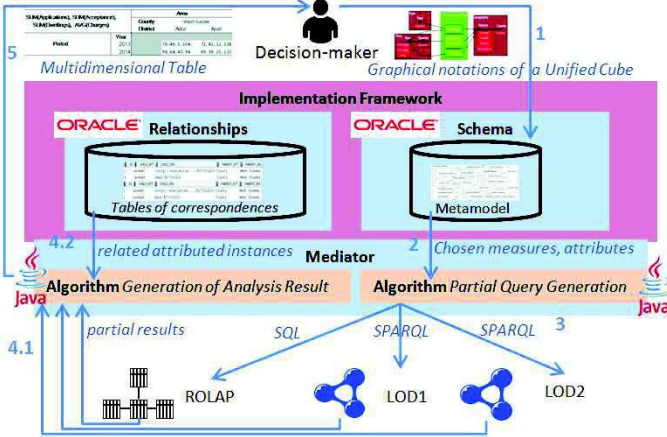 SUM(Applications), SUM(Acceptance),
SUM(Dwellings), AVG(Charges)
Area
County
West Sussex
District
Adur
Arun
Period
Year
2013
2014
5
Decision-maker
1
Multidimensional Table
Graphical notations of a Unified Cube
Implementation Framework
ORACLE
Relationships
ORACLE
Schema
Tables of correspondences
Metamodel
4.2
related attributed instances
2
Chosen measures, attributes
Mediator
Java
Algorithm Generation of Analysis Result
Algorithm Partial Query Generation
Java
4.1
partial results
SQL
SPARQL
SPARQL
3
ROLAP
LOD1
LOD2